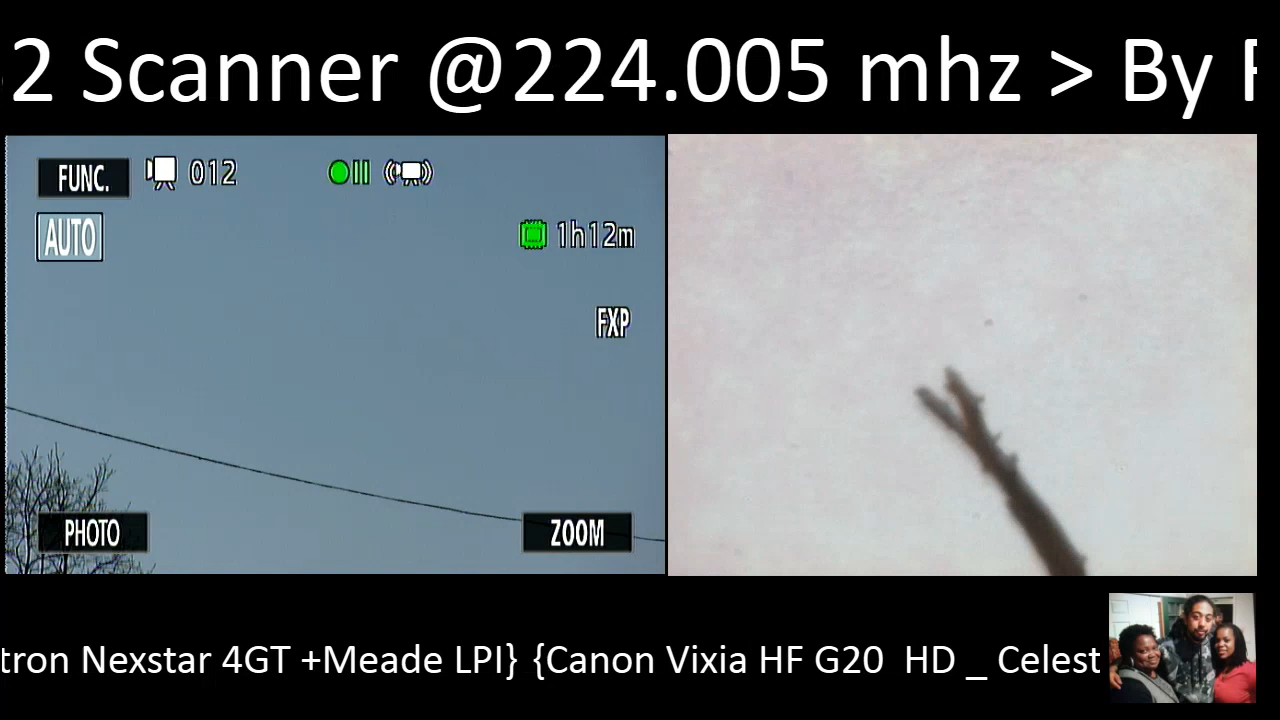 2 Scanner @224.005 mhz > By
FUNC. 012
AUTO
1h12m
FXP
PHOTO ZOOM
tron Nexstar 4GT +Meade LPI} {Canon Vixia HF G20 HD _ Celest